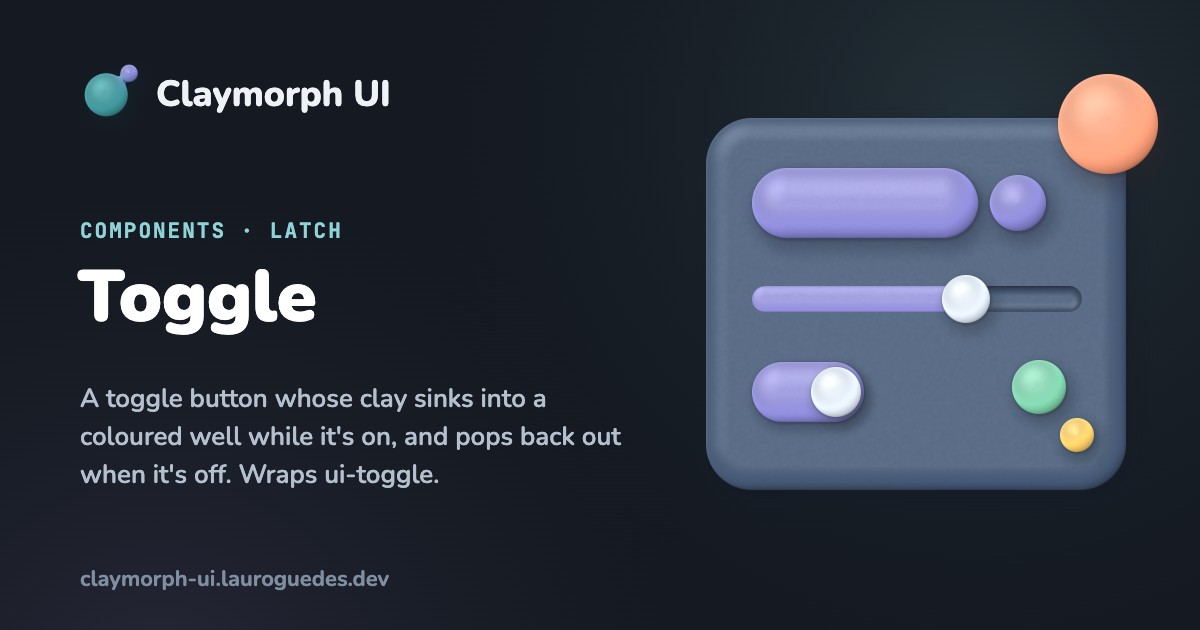 Claymorph UI
COMPONENTS · LATCH
Toggle
A toggle button whose clay sinks into a
coloured well while it's on, and pops back out
when it's off. Wraps ui-toggle.
claymorph-ui.lauroguedes.dev